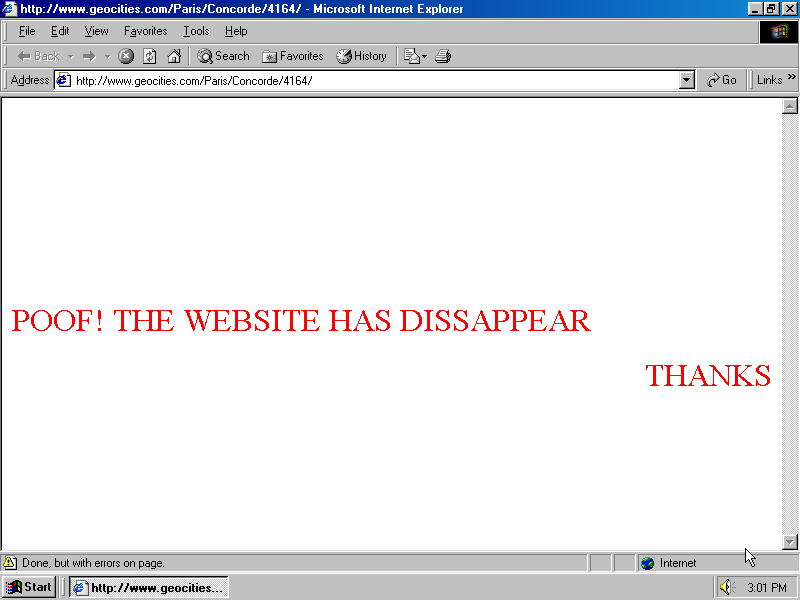 http://www.geocities.com/Paris/Concorde/4164/ - Microsoft Internet Explorer
File Edit View Favorites Tools Help
Back Search Favorites History
Address http://www.geocities.com/Paris/Concorde/4164/ Go Links »
POOF! THE WEBSITE HAS DISSAPPEAR
THANKS
Done, but with errors on page. Internet
Start http://www.geocities... 3:01 PM